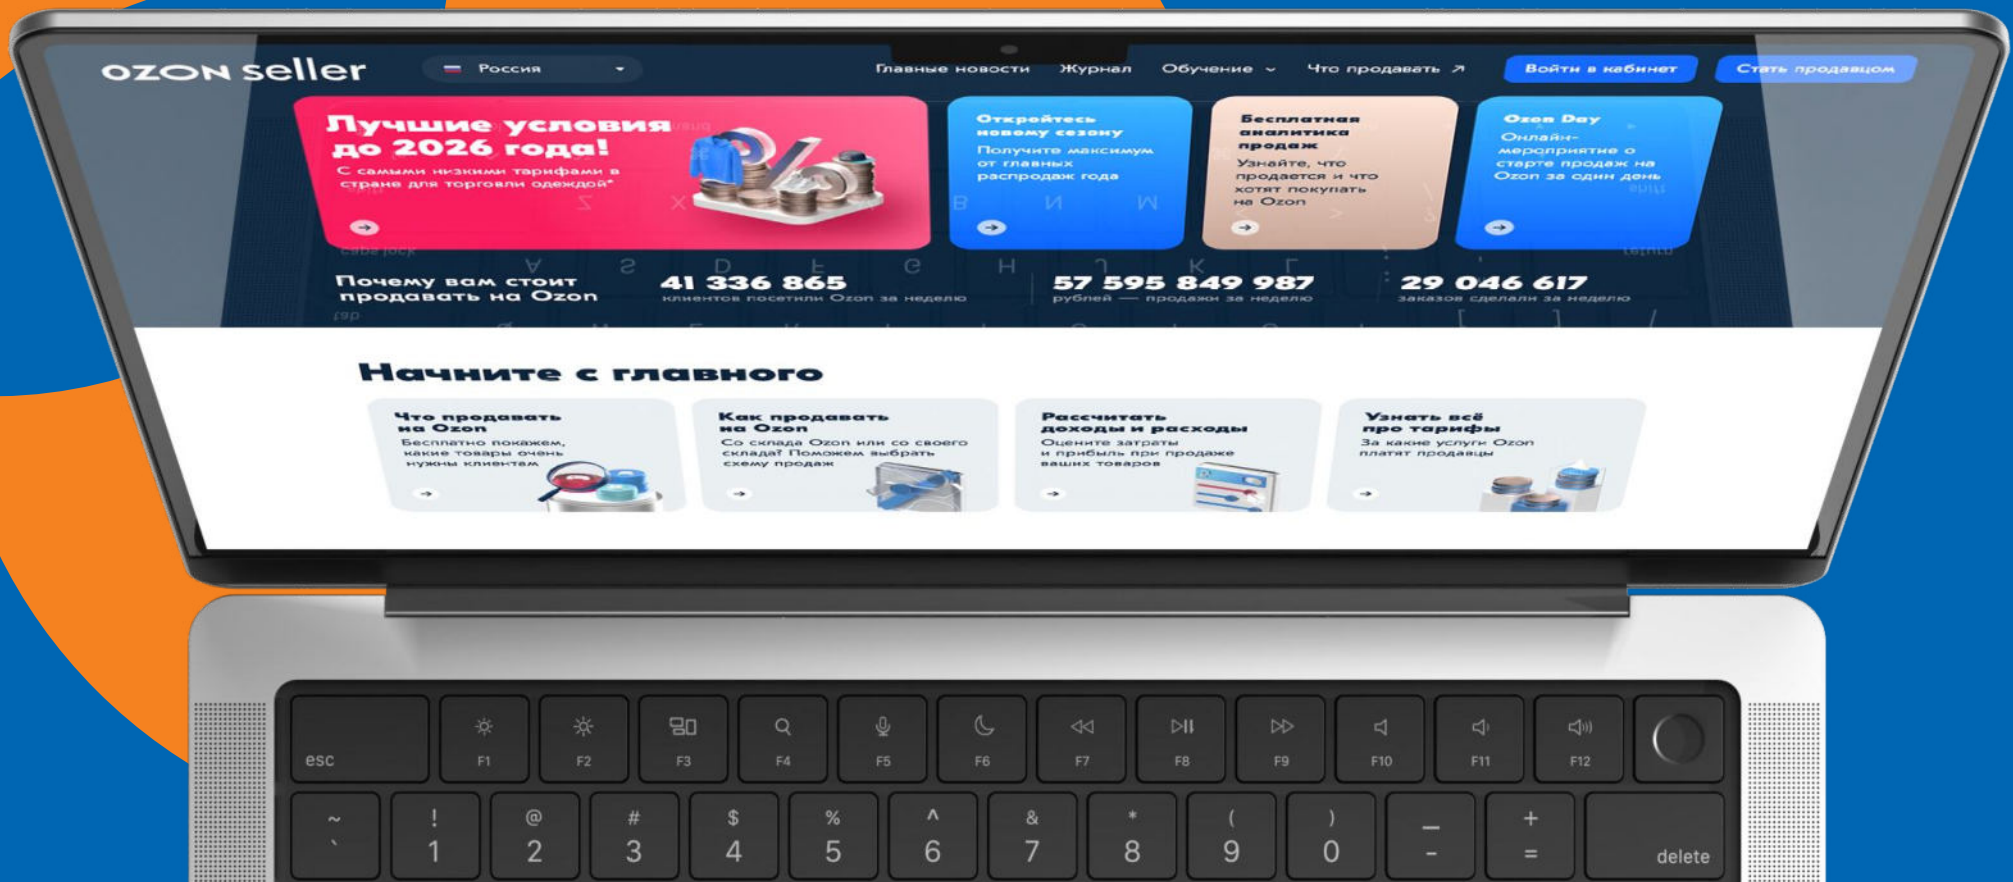 OZON seller
Россия
Главные новости
Журнал
Обучение
Что продавать ↗
Войти в кабинет
Стать продавцом
Лучшие условия
до 2026 года!
С самыми низкими тарифами в
стране для торговли одеждой*
Откройтесь
новому сезону
Получите максимум
от главных
распродаж года
Бесплатная
аналитика
продаж
Узнайте, что
продается и что
хотят покупать
на Ozon
Ozon Day
Онлайн-
мероприятие о
старте продаж на
Ozon за один день
Почему вам стоит
продавать на Ozon
41 336 865
клиентов посетили Ozon за неделю
57 595 849 987
рублей — продажи за неделю
29 046 617
заказов сделали за неделю
Начните с главного
Что продавать
на Ozon
Бесплатно покажем,
какие товары очень
нужны клиентам
Как продавать
на Ozon
Со склада Ozon или со своего
склада? Поможем выбрать
схему продаж
Рассчитать
доходы и расходы
Оцените затраты
и прибыль при продаже
ваших товаров
Узнать всё
про тарифы
За какие услуги Ozon
платят продавцы
esc F1 F2 F3 F4 F5 F6 F7 F8 F9 F10 F11 F12
~ ! @ # $ % ^ & * ( ) _ +
` 1 2 3 4 5 6 7 8 9 0 - = delete